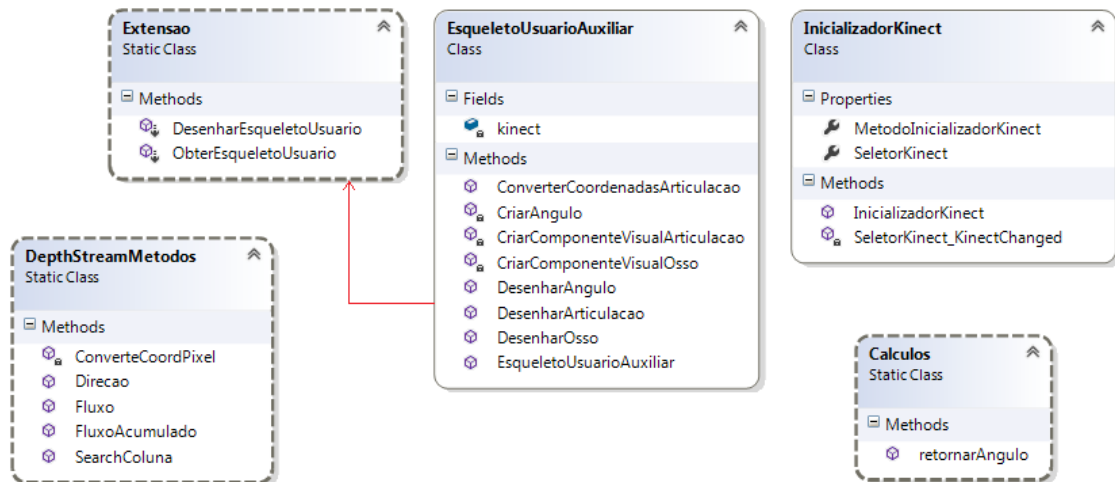 Extensao
Static Class
Methods
DesenharEsqueletoUsuario
ObterEsqueletoUsuario
EsqueletoUsuarioAuxiliar
Class
Fields
kinect
Methods
ConverterCoordenadasArticulacao
CriarAngulo
CriarComponenteVisualArticulacao
CriarComponenteVisualOsso
DesenharAngulo
DesenharArticulacao
DesenharOsso
EsqueletoUsuarioAuxiliar
InicializadorKinect
Class
Properties
MetodoInicializadorKinect
SeletorKinect
Methods
InicializadorKinect
SeletorKinect_KinectChanged
DepthStreamMetodos
Static Class
Methods
ConverteCoordPixel
Direcao
Fluxo
FluxoAcumulado
SearchColuna
Calculos
Static Class
Methods
retornarAngulo